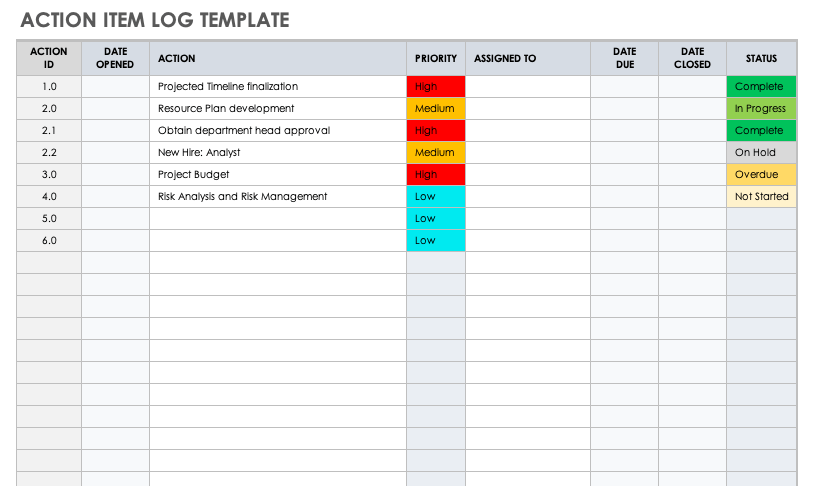 ACTION ITEM LOG TEMPLATE
ACTION ID DATE OPENED ACTION PRIORITY ASSIGNED TO DATE DUE DATE CLOSED STATUS
1.0 Projected Timeline finalization High Complete
2.0 Resource Plan development Medium In Progress
2.1 Obtain department head approval High Complete
2.2 New Hire: Analyst Medium On Hold
3.0 Project Budget High Overdue
4.0 Risk Analysis and Risk Management Low Not Started
5.0 Low
6.0 Low